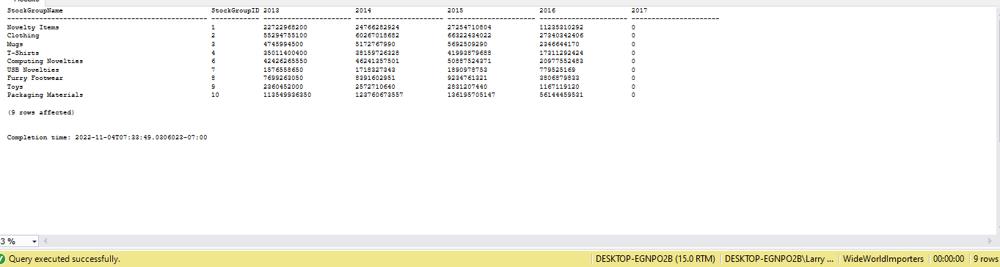 StockGroupName StockGroupID 2013 2014 2015 2016 2017
Novelty Items 1 22722968200 24766282924 27254710804 11235310292 0
Clothing 2 55294755100 60267018682 66322434022 27340342406 0
Mugs 3 4745994500 5172767990 5692509290 2346644170 0
T-Shirts 4 35011400400 38159726328 41993879688 17311292424 0
Computing Novelties 6 42426265550 46241357501 50887524371 20977552483 0
USB Novelties 7 1576558650 1718327343 1890978753 779525169 0
Furry Footwear 8 7699263050 8391602951 9234761321 3806879833 0
Toys 9 2360452000 2572710640 2831207440 1167119120 0
Packaging Materials 10 113549936350 123760673557 136195705147 56144459531 0
(9 rows affected)
Completion time: 2022-11-04T07:33:49.0306023-07:00
3 %
Query executed successfully. DESKTOP-EGNPO2B (15.0 RTM) DESKTOP-EGNPO2B\Larry ... WideWorldImporters 00:00:00 9 rows